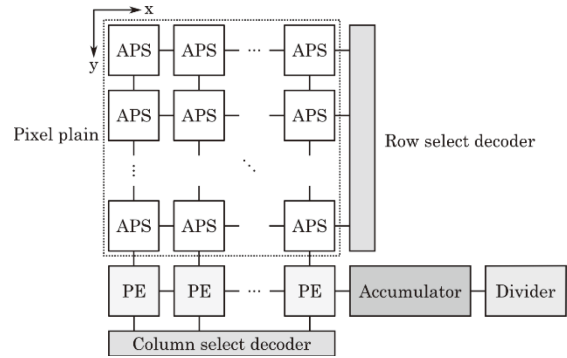 x
y
APS APS ... APS
Pixel plain
APS APS ... APS
Row select decoder
⋮ ⋱
APS APS ... APS
PE PE ... PE Accumulator Divider
Column select decoder